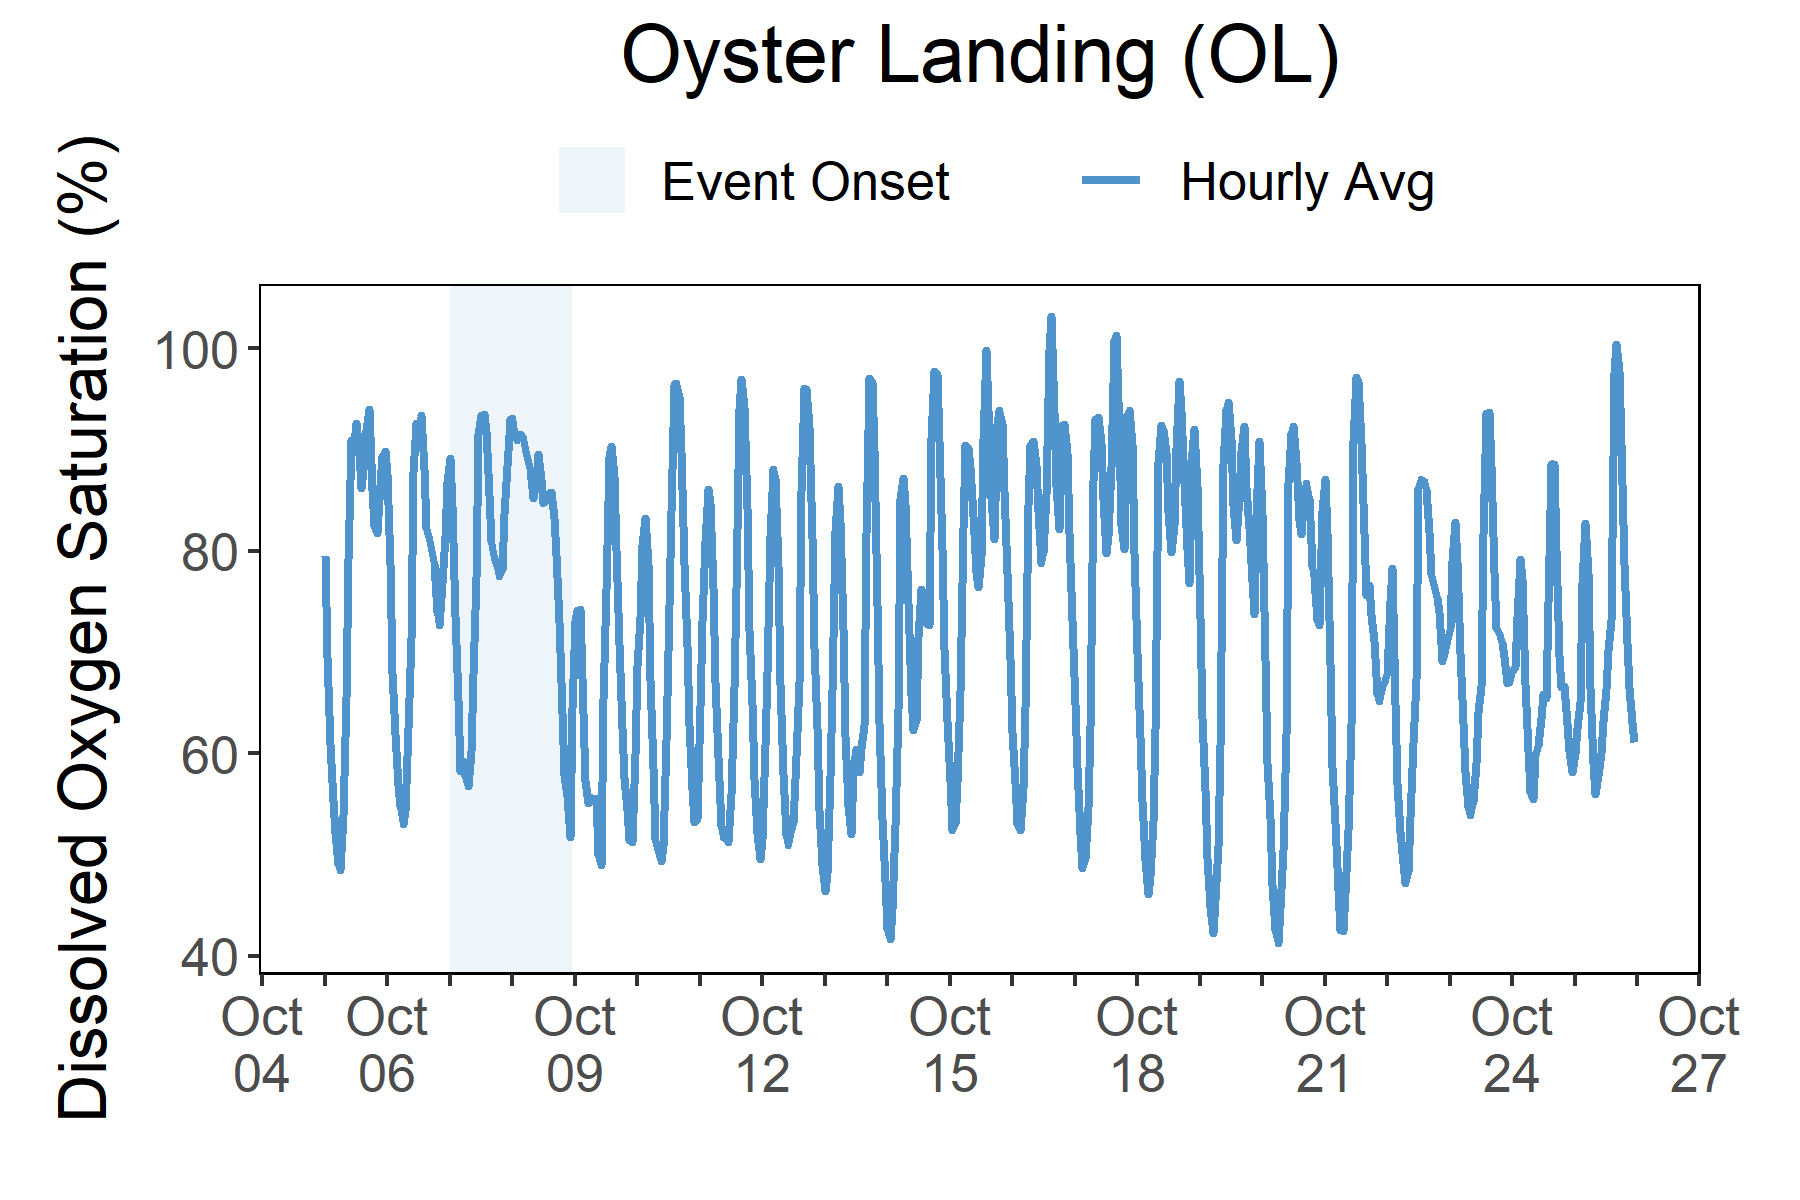 Oyster Landing (OL)
Event Onset
Hourly Avg
Dissolved Oxygen Saturation (%)
100
80
60
40
Oct
04
Oct
06
Oct
09
Oct
12
Oct
15
Oct
18
Oct
21
Oct
24
Oct
27